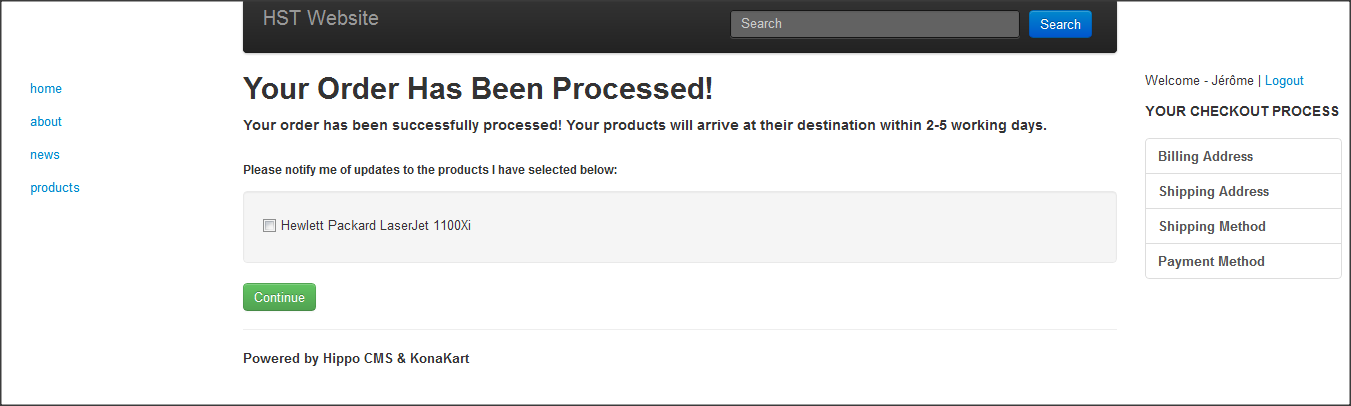 HST Website
Search
Search
home
about
news
products
Your Order Has Been Processed!
Your order has been successfully processed! Your products will arrive at their destination within 2-5 working days.
Please notify me of updates to the products I have selected below:
Hewlett Packard LaserJet 1100Xi
Continue
Powered by Hippo CMS & KonaKart
Welcome - Jérôme | Logout
YOUR CHECKOUT PROCESS
Billing Address
Shipping Address
Shipping Method
Payment Method